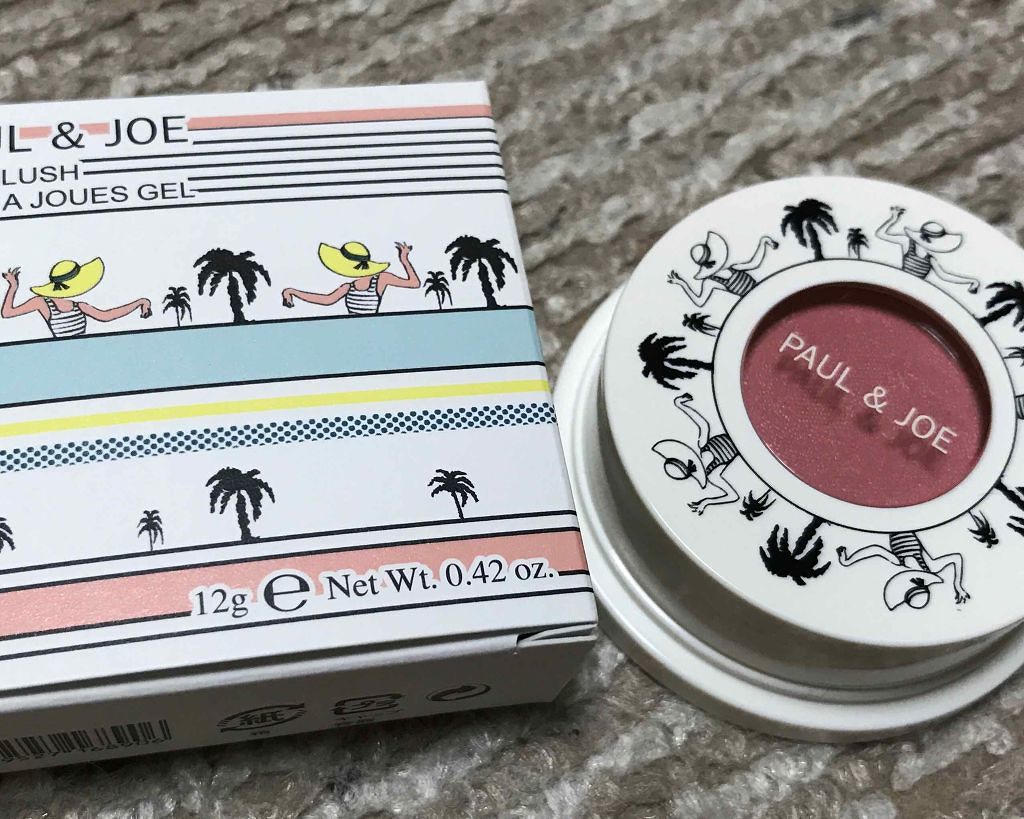 UL & JOE
LUSH
A JOUES GEL
12g ℮ Net Wt. 0.42 oz.
紙
PAUL & JOE